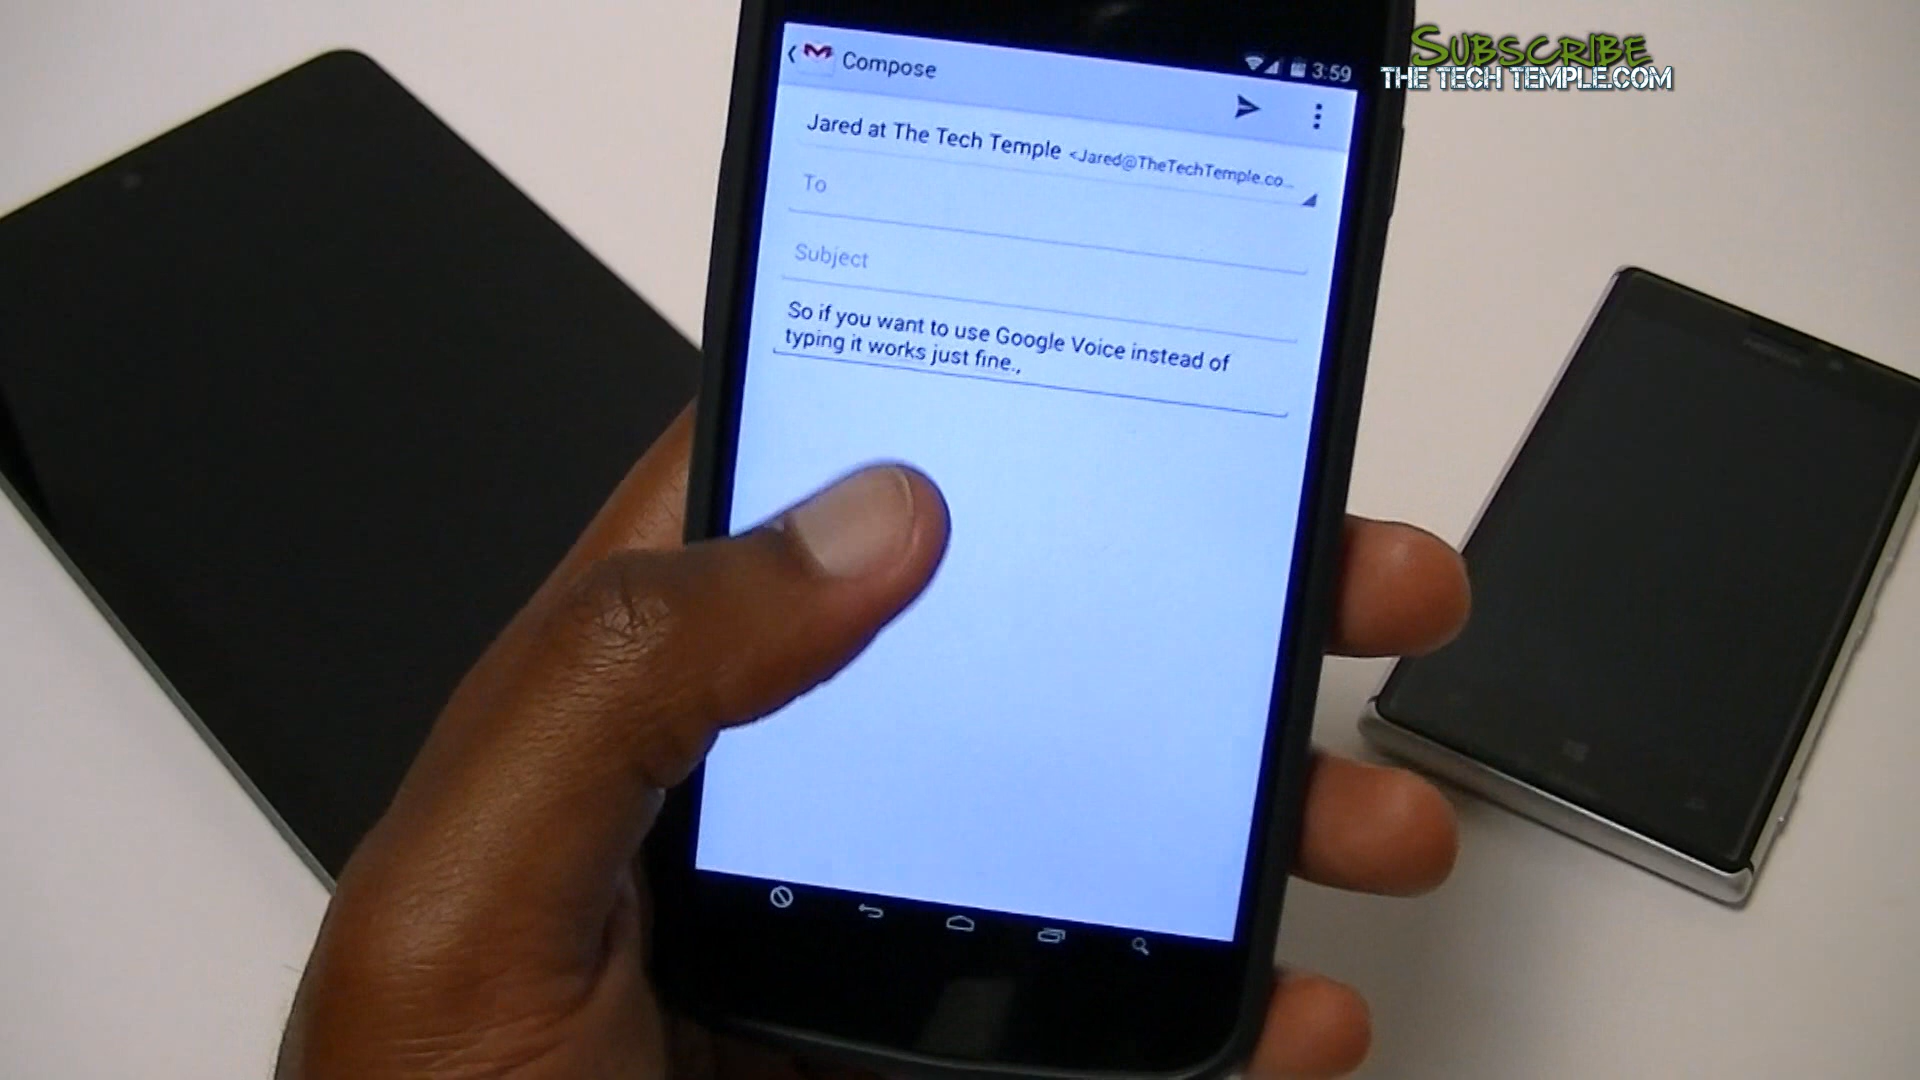 Subscribe
THE TECH TEMPLE.COM
Compose
3:59
Jared at The Tech Temple <Jared@TheTechTemple.co...
To
Subject
So if you want to use Google Voice instead of
typing it works just fine.,